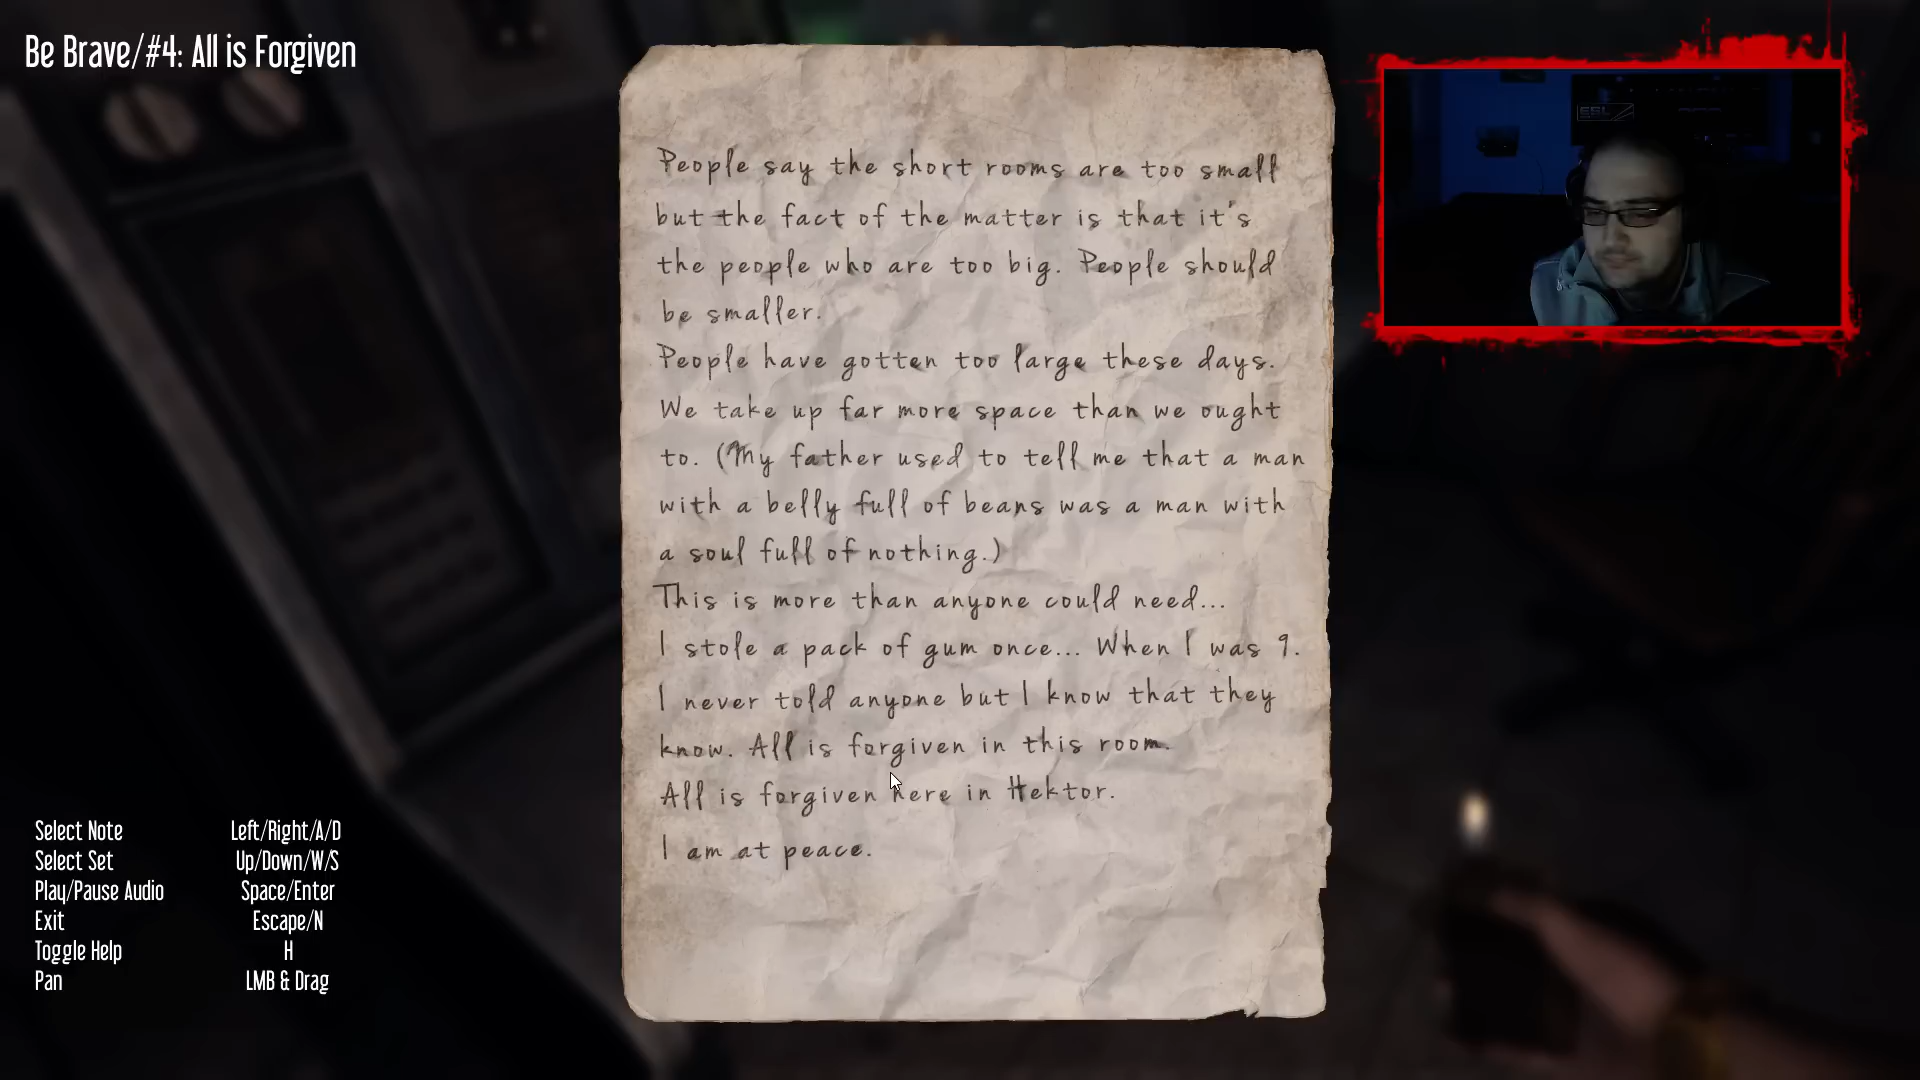 Be Brave/#4: All is Forgiven
ESL
People say the short rooms are too small
but the fact of the matter is that it's
the people who are too big. People should
be smaller.
People have gotten too large these days.
We take up far more space than we ought
to. (My father used to tell me that a man
with a belly full of beans was a man with
a soul full of nothing.)
This is more than anyone could need...
I stole a pack of gum once... When I was 9.
I never told anyone but I know that they
know. All is forgiven in this room.
All is forgiven here in Hektor.
I am at peace.
Select Note Left/Right/A/D
Select Set Up/Down/W/S
Play/Pause Audio Space/Enter
Exit Escape/N
Toggle Help H
Pan LMB & Drag